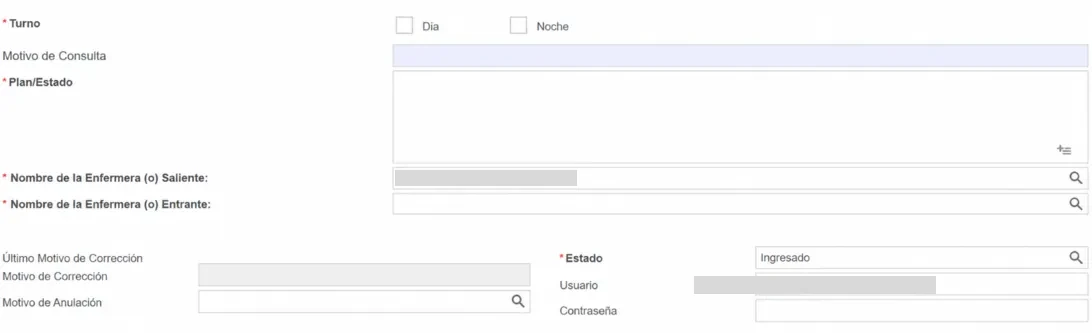 * Turno Dia Noche
Motivo de Consulta
* Plan/Estado
* Nombre de la Enfermera (o) Saliente:
* Nombre de la Enfermera (o) Entrante:
Último Motivo de Corrección * Estado Ingresado
Motivo de Corrección Usuario
Motivo de Anulación Contraseña